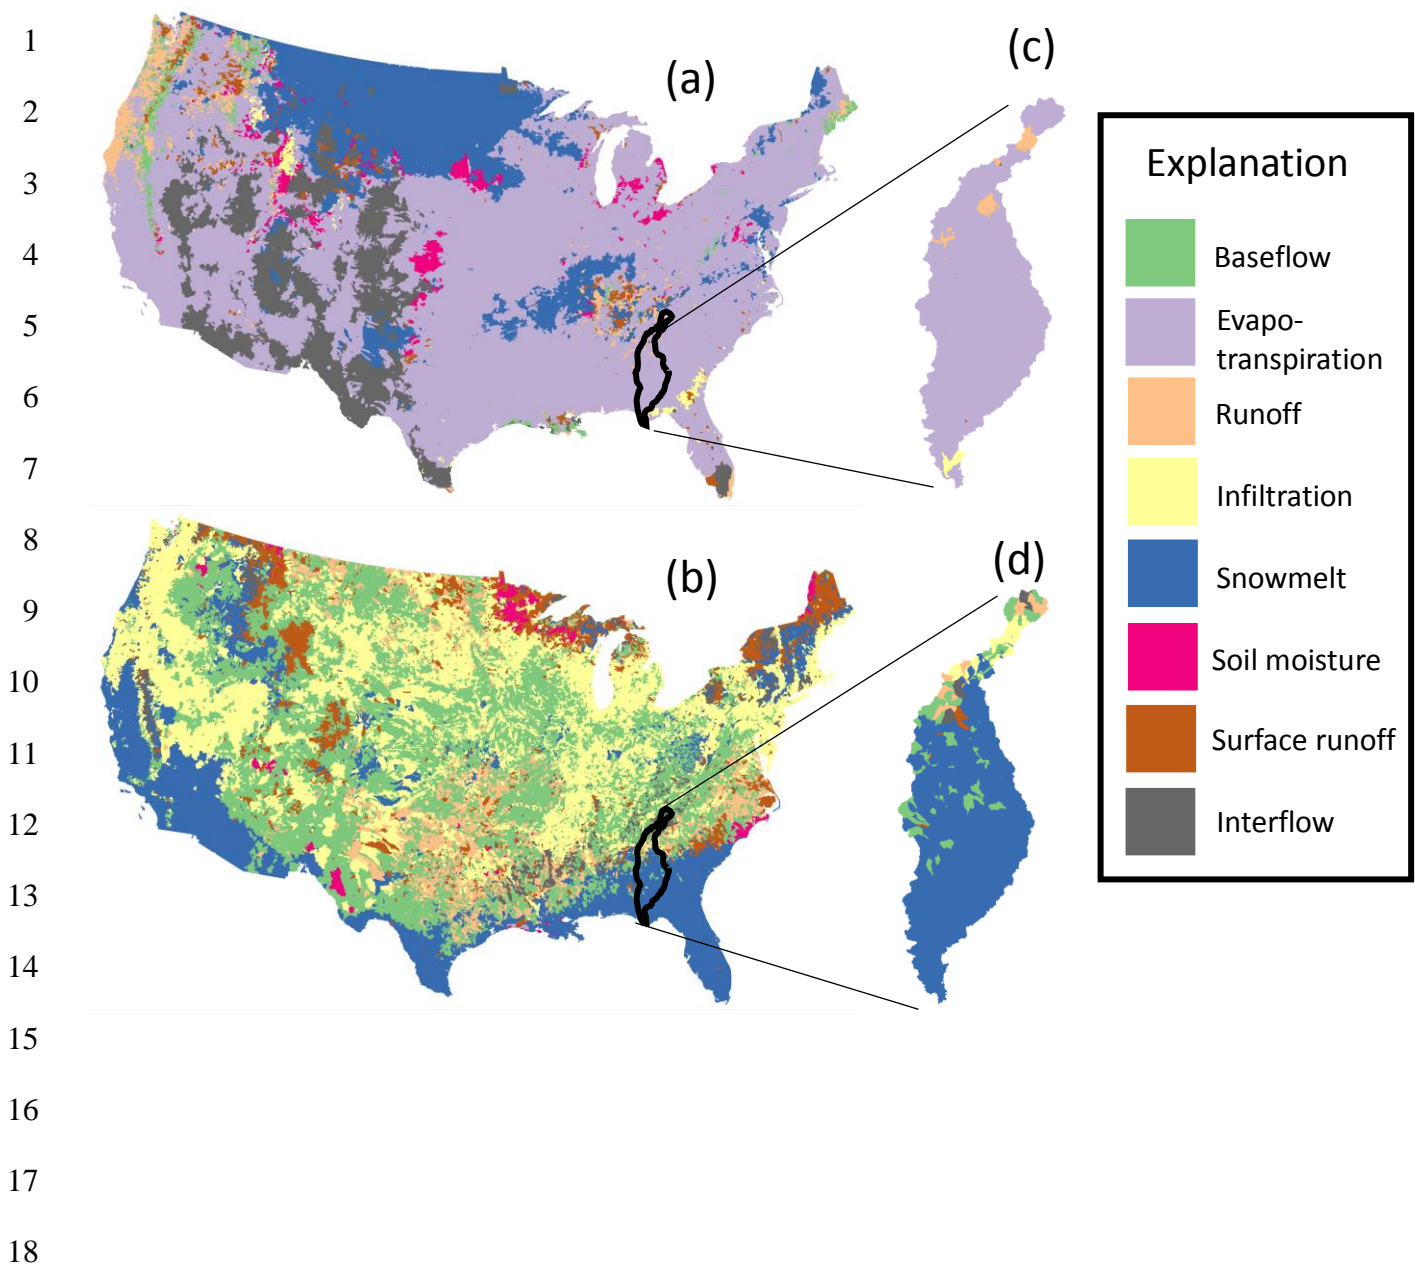 1
(c)
(a)
2
Explanation
3
Baseflow
4
Evapo-
transpiration
5
Runoff
6
7
Infiltration
8
(d)
(b)
Snowmelt
9
Soil moisture
10
Surface runoff
11
Interflow
12
13
14
15
16
17
18